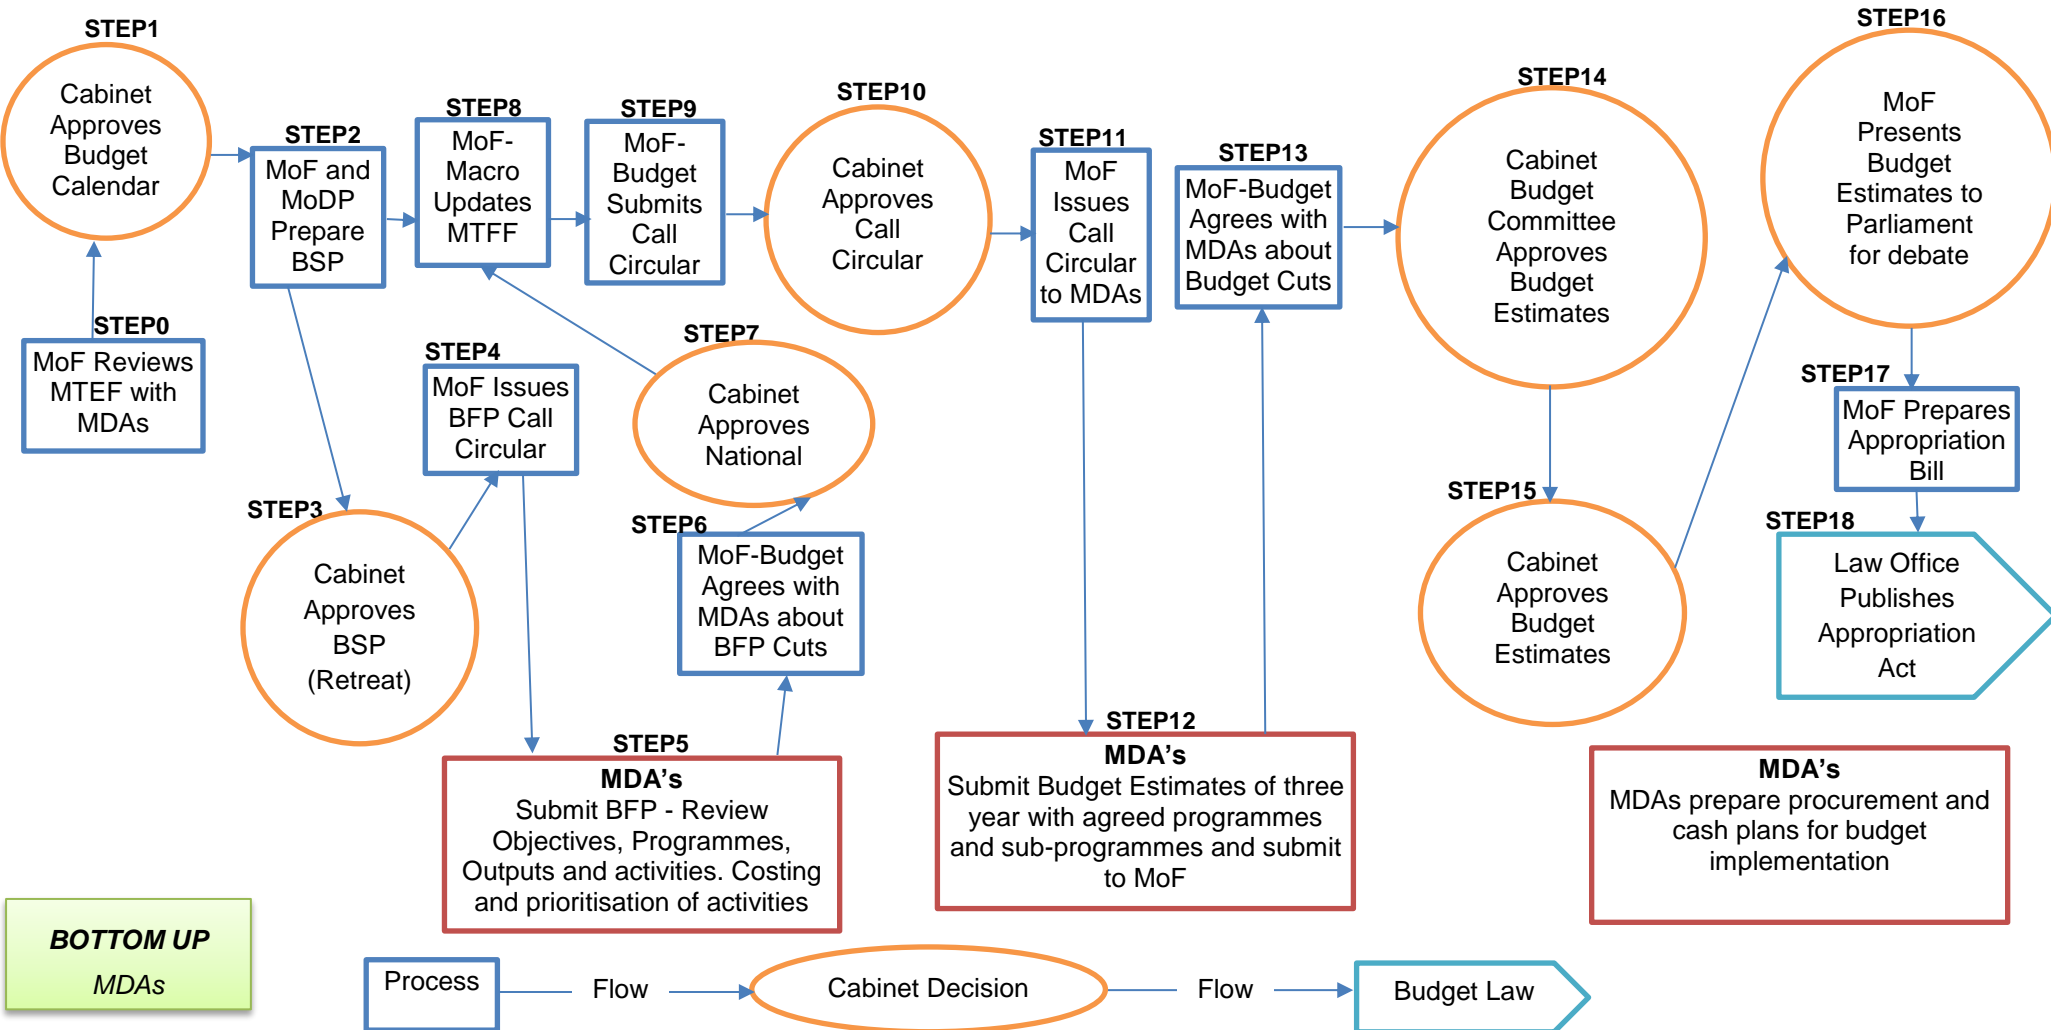 STEP1
Cabinet
Approves
Budget
Calendar
STEP0
MoF Reviews
MTEF with
MDAs
STEP2
MoF and
MoDP
Prepare
BSP
STEP3
Cabinet
Approves
BSP
(Retreat)
STEP4
MoF Issues
BFP Call
Circular
STEP5
MDA’s
Submit BFP - Review
Objectives, Programmes,
Outputs and activities. Costing
and prioritisation of activities
STEP6
MoF-Budget
Agrees with
MDAs about
BFP Cuts
STEP7
Cabinet
Approves
National
STEP8
MoF-
Macro
Updates
MTFF
STEP9
MoF-
Budget
Submits
Call
Circular
STEP10
Cabinet
Approves
Call
Circular
STEP11
MoF
Issues
Call
Circular
to MDAs
STEP12
MDA’s
Submit Budget Estimates of three
year with agreed programmes
and sub-programmes and submit
to MoF
STEP13
MoF-Budget
Agrees with
MDAs about
Budget Cuts
STEP14
Cabinet
Budget
Committee
Approves
Budget
Estimates
STEP15
Cabinet
Approves
Budget
Estimates
STEP16
MoF
Presents
Budget
Estimates to
Parliament
for debate
STEP17
MoF Prepares
Appropriation
Bill
STEP18
Law Office
Publishes
Appropriation
Act
MDA’s
MDAs prepare procurement and
cash plans for budget
implementation
BOTTOM UP
MDAs
Process
Flow
Cabinet Decision
Flow
Budget Law